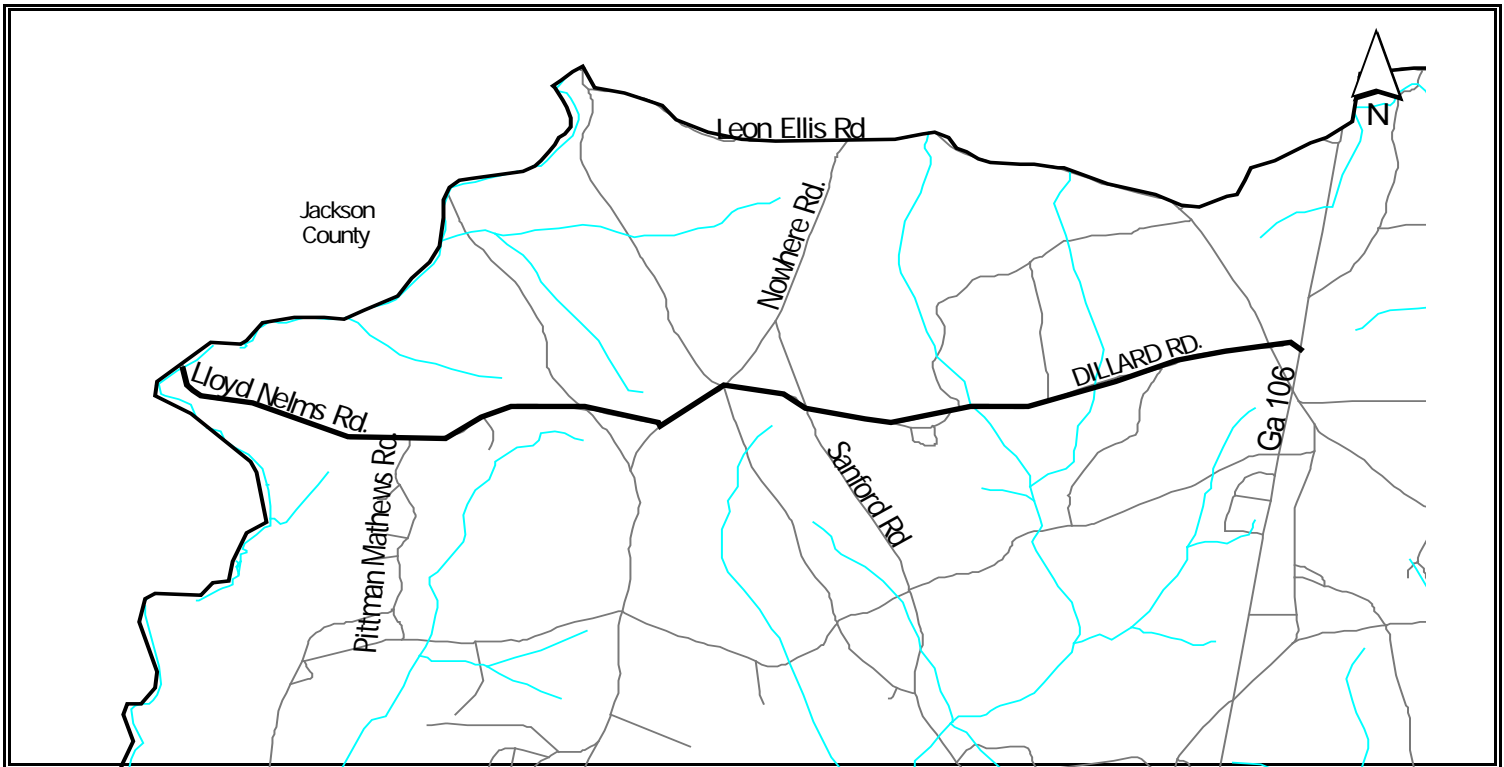 N
Leon Ellis Rd
Jackson
County
Nowhere Rd.
DILLARD RD.
Lloyd Nelms Rd.
Ga 106
Pittman Mathews Rd.
Sanford Rd